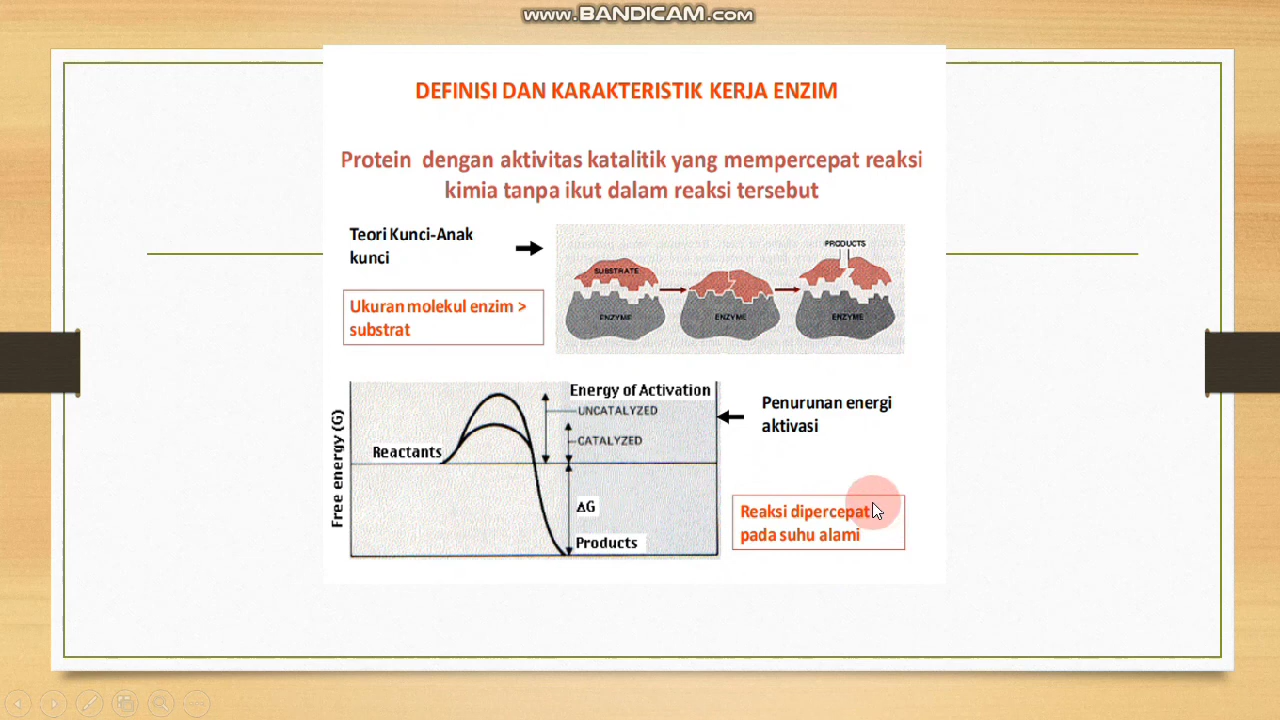 www.BANDICAM.com
DEFINISI DAN KARAKTERISTIK KERJA ENZIM
Protein dengan aktivitas katalitik yang mempercepat reaksi
kimia tanpa ikut dalam reaksi tersebut
Teori Kunci-Anak
kunci
Ukuran molekul enzim >
substrat
PRODUCTS
SUBSTRATE
ENZYME
ENZYME
ENZYME
Energy of Activation
UNCATALYZED
CATALYZED
Reactants
Free energy (G)
ΔG
Products
Penurunan energi
aktivasi
Reaksi dipercepat
pada suhu alami